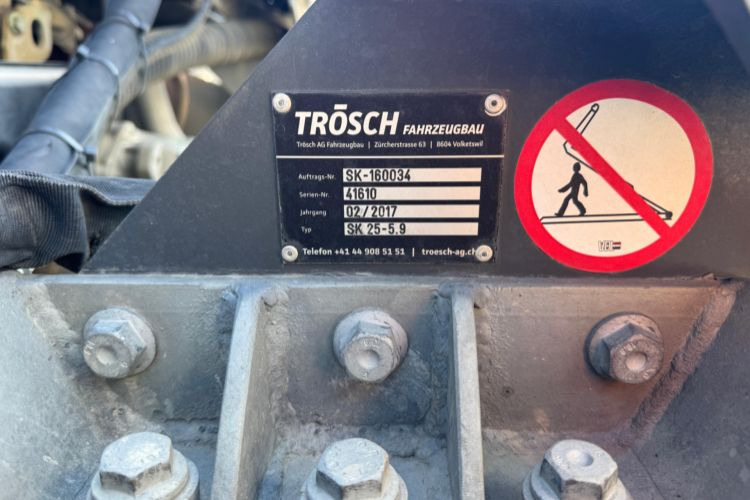 TRÖSCH FAHRZEUGBAU
Trösch AG Fahrzeugbau | Zürcherstrasse 63 | 8604 Volketswil
Auftrags-Nr. SK-160034
Serien-Nr. 41610
Jahrgang 02/2017
Typ SK 25-5.9
Telefon +41 44 908 51 51 | troesch-ag.ch